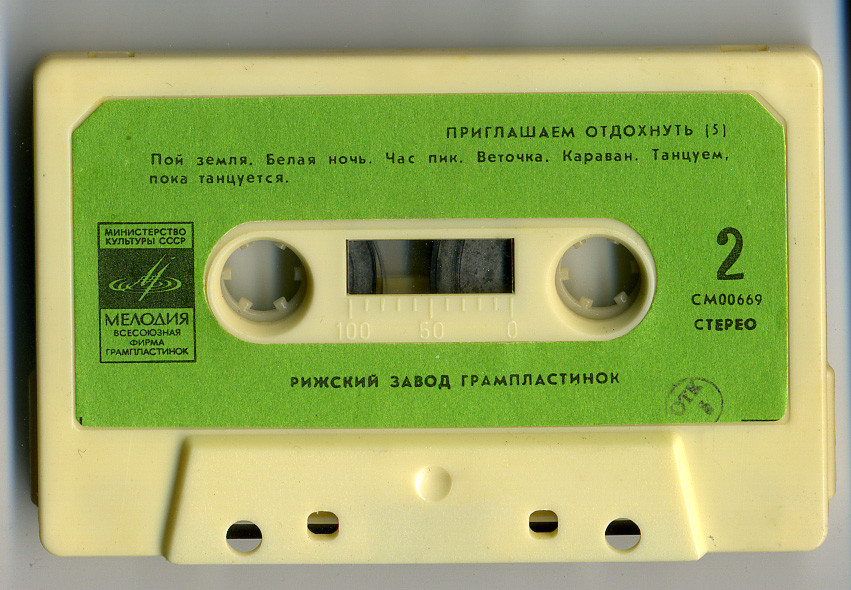 ПРИГЛАШАЕМ ОТДОХНУТЬ (5)
Пой земля. Белая ночь. Час пик. Веточка. Караван. Танцуем,
пока танцуется.
МИНИСТЕРСТВО
КУЛЬТУРЫ СССР
МЕЛОДИЯ
ВСЕСОЮЗНАЯ
ФИРМА
ГРАМПЛАСТИНОК
2
СМ00669
СТЕРЕО
100 50 0
РИЖСКИЙ ЗАВОД ГРАМПЛАСТИНОК
ОТК